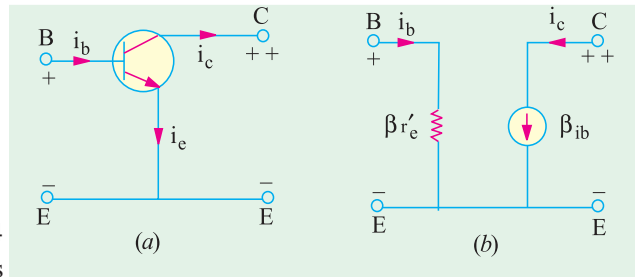 B i_b C
+ i_c ++
i_e
− −
E E
(a)
B i_b i_c C
+ ++
βr′_e β_ib
− −
E E
(b)
s